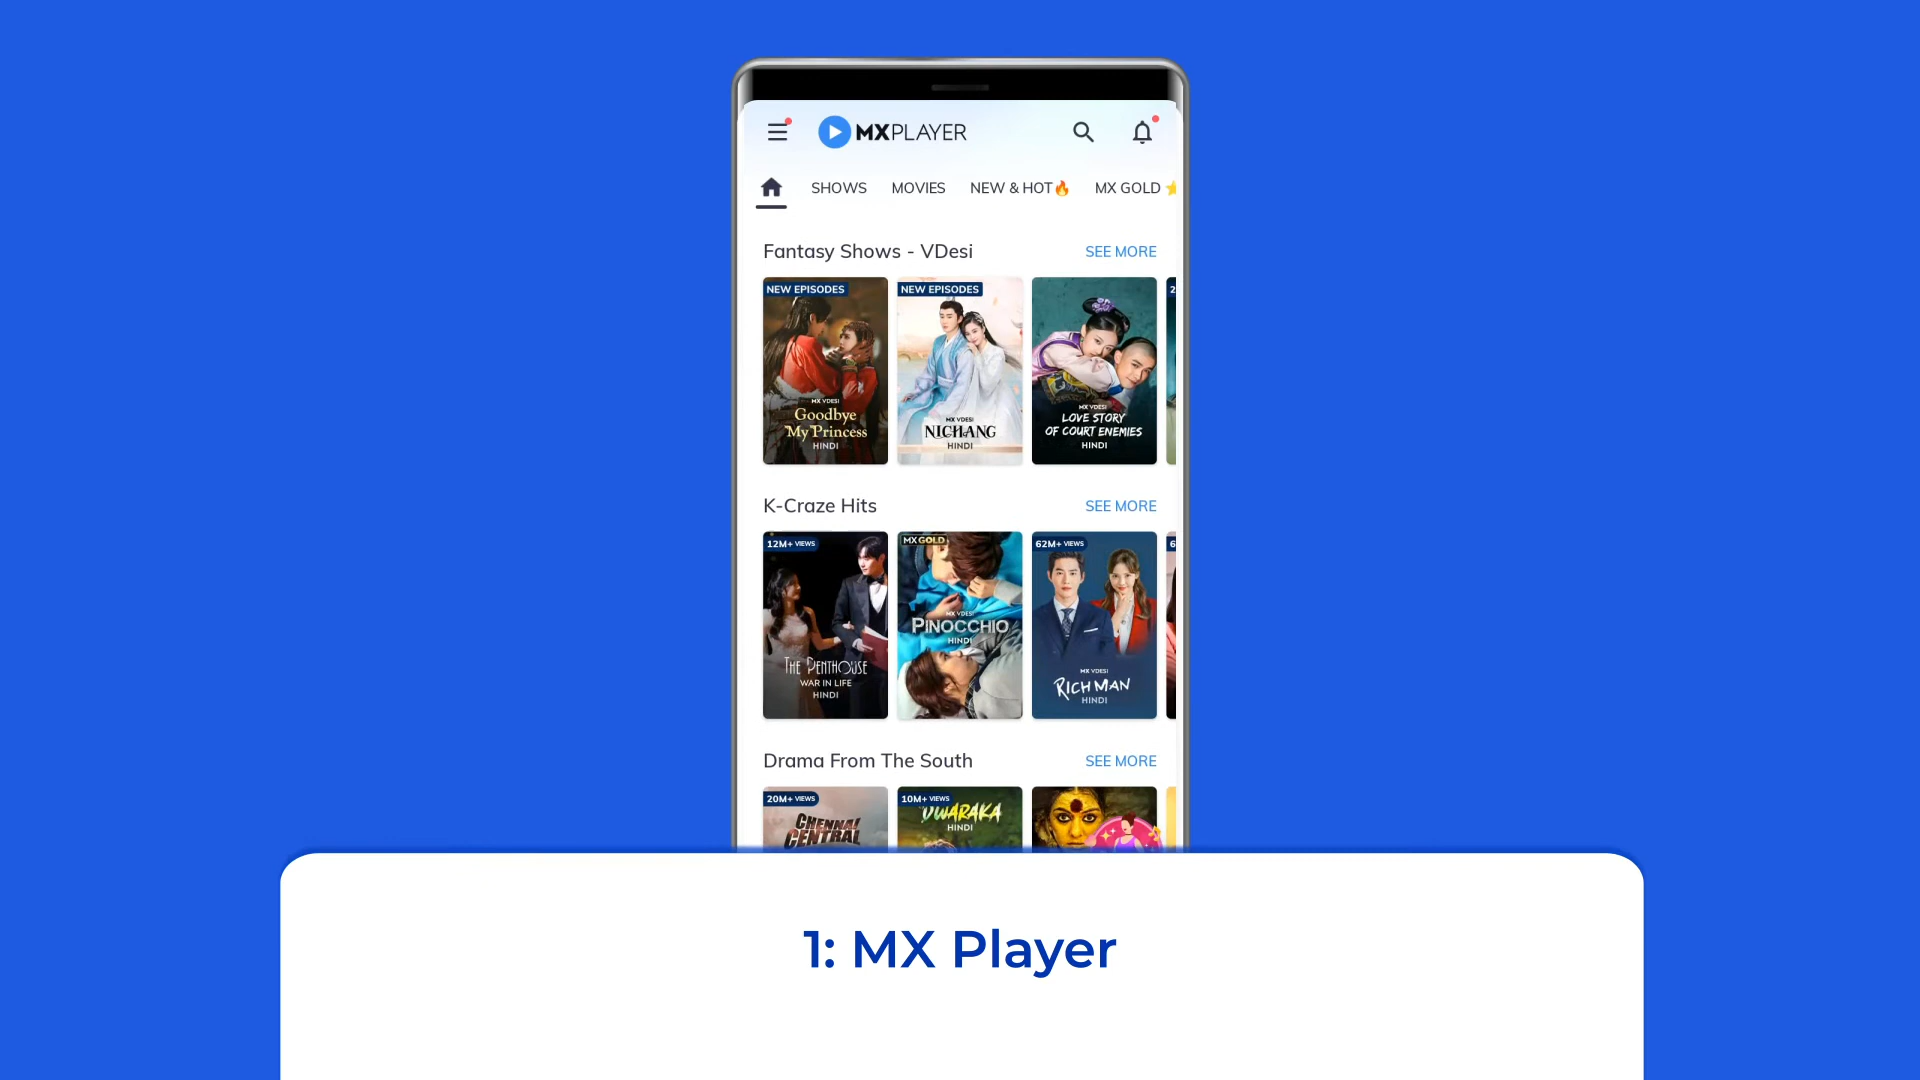 MXPLAYER
SHOWS MOVIES NEW & HOT🔥 MX GOLD ⭐
Fantasy Shows - VDesi SEE MORE
NEW EPISODES
MX VDESI
Goodbye
My Princess
HINDI
NEW EPISODES
MX VDESI
NICHANG
HINDI
MX VDESI
LOVE STORY
OF COURT ENEMIES
HINDI
2
K-Craze Hits SEE MORE
12M+ VIEWS
THE PENTHOUSE
WAR IN LIFE
HINDI
MX GOLD
MX VDESI
PINOCCHIO
HINDI
62M+ VIEWS
MX VDESI
RICH MAN
HINDI
6
Drama From The South SEE MORE
20M+ VIEWS
CHENNAI
CENTRAL
10M+ VIEWS
DWARAKA
HINDI
1: MX Player